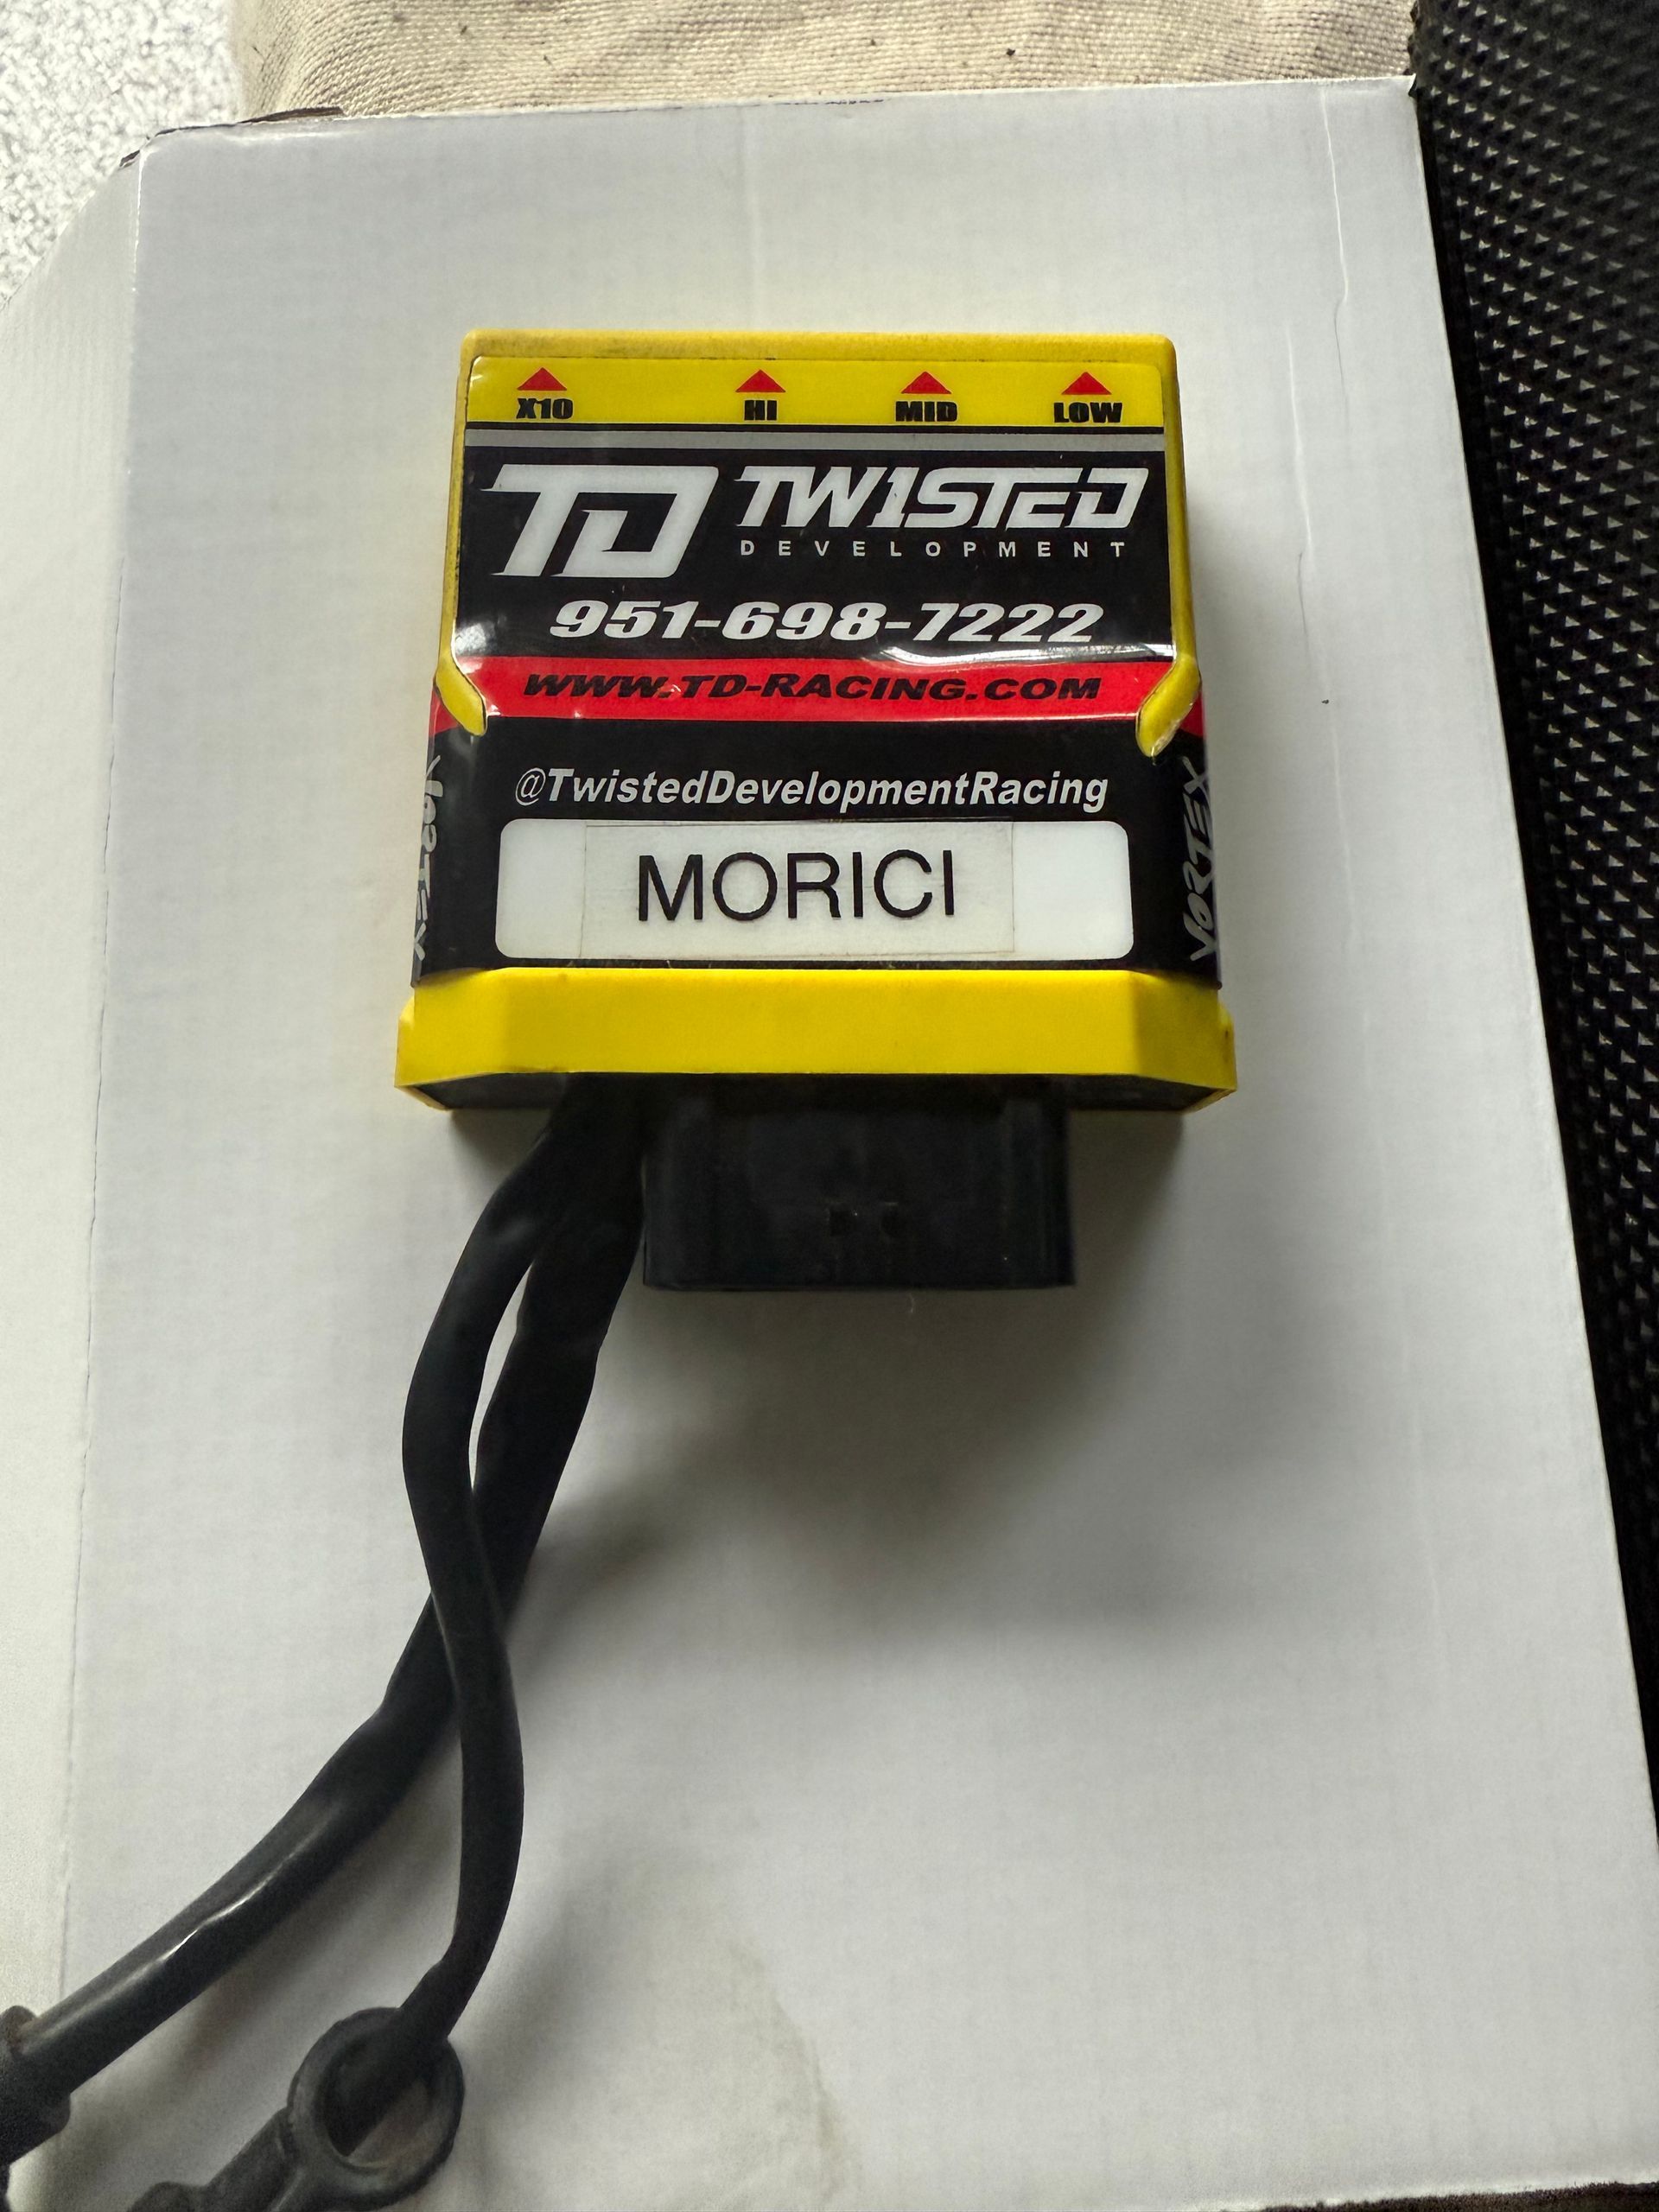 X10 HI MID LOW
TD TWISTED
DEVELOPMENT
951-698-7222
WWW.TD-RACING.COM
@TwistedDevelopmentRacing
MORICI
VORTEX
VORTEX